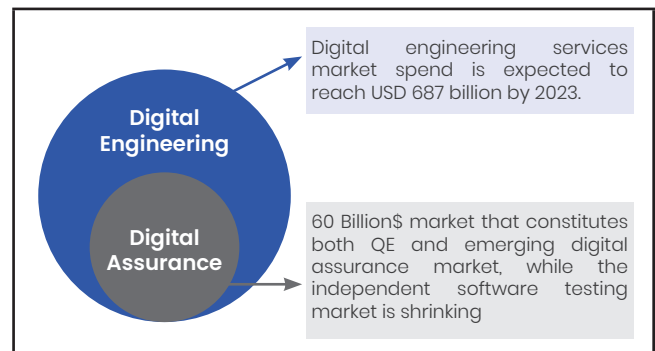 Digital engineering services
market spend is expected to
reach USD 687 billion by 2023.
Digital
Engineering
Digital
Assurance
60 Billion$ market that constitutes
both QE and emerging digital
assurance market, while the
independent software testing
market is shrinking